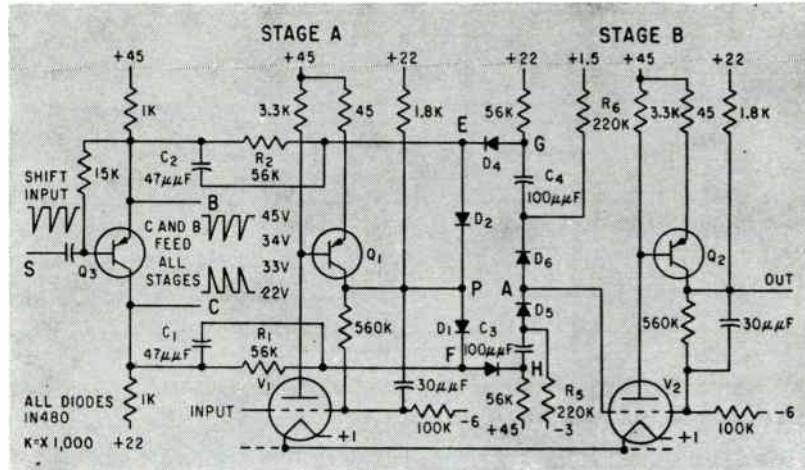 STAGE A
STAGE B
+45
+45
+22
+22
+1.5
+45
+22
1K
3.3K
45
1.8K
56K
R6
220K
3.3K
45
1.8K
E
G
D4
C2
47μμF
R2
56K
15K
SHIFT
INPUT
B
C AND B
FEED
ALL
STAGES
45V
34V
33V
22V
C4
100μμF
D2
D6
S
Q3
Q1
Q2
C
P
A
OUT
D5
560K
D1
C3
100μμF
560K
30μμF
C1
47μμF
R1
56K
F
H
V1
30μμF
56K
R5
220K
V2
ALL DIODES
IN480
K=X 1,000
1K
+22
INPUT
+1
100K
-6
+45
-3
+1
100K
-6